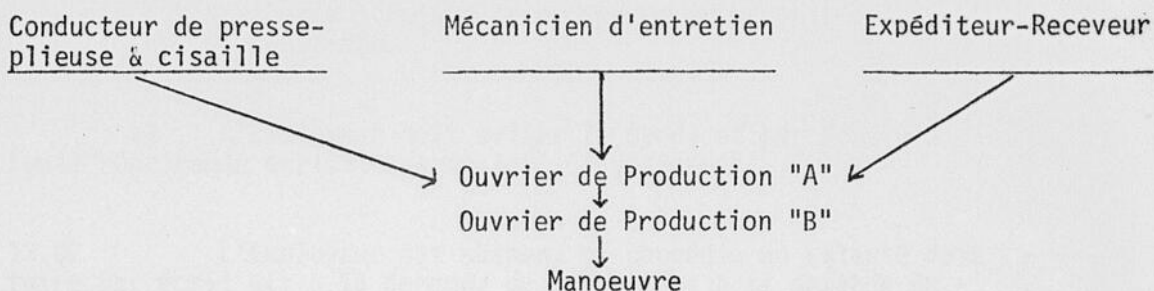 Conducteur de presse-
plieuse & cisaille
Mécanicien d'entretien
Expéditeur-Receveur
Ouvrier de Production "A"
Ouvrier de Production "B"
Manoeuvre